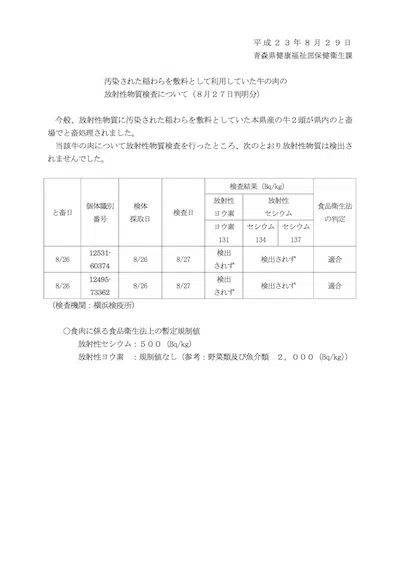 平成２３年８月２９日
青森県健康福祉部保健衛生課
汚染された稲わらを敷料として利用していた牛の肉の
放射性物質検査について（８月２７日判明分）
今般、放射性物質に汚染された稲わらを敷料としていた本県産の牛２頭が県内のと畜
場でと畜処理されました。
当該牛の肉について放射性物質検査を行ったところ、次のとおり放射性物質は検出さ
れませんでした。
と畜日 個体識別番号 検体採取日 検査日 検査結果（Bq/kg） 食品衛生法の判定
放射性ヨウ素 放射性セシウム
ヨウ素131 セシウム134 セシウム137
8/26 12531-60374 8/26 8/27 検出されず 検出されず 適合
8/26 12495-73362 8/26 8/27 検出されず 検出されず 適合
（検査機関：横浜検疫所）
○食肉に係る食品衛生法上の暫定規制値
放射性セシウム：５００（Bq/kg）
放射性ヨウ素　：規制値なし（参考：野菜類及び魚介類　２，０００（Bq/kg））